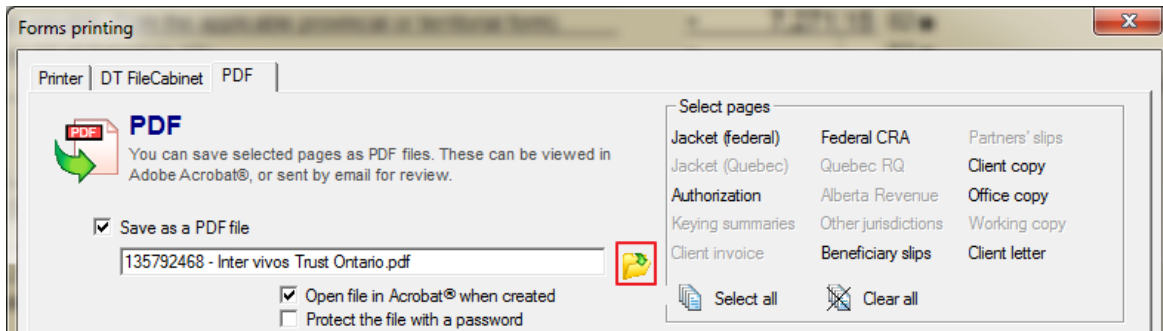 Forms printing
Printer DT FileCabinet PDF
PDF
PDF
You can save selected pages as PDF files. These can be viewed in
Adobe Acrobat®, or sent by email for review.
Save as a PDF file
135792468 - Inter vivos Trust Ontario.pdf
Open file in Acrobat® when created
Protect the file with a password
Select pages
Jacket (federal) Federal CRA Partners' slips
Jacket (Quebec) Quebec RQ Client copy
Authorization Alberta Revenue Office copy
Keying summaries Other jurisdictions Working copy
Client invoice Beneficiary slips Client letter
Select all Clear all